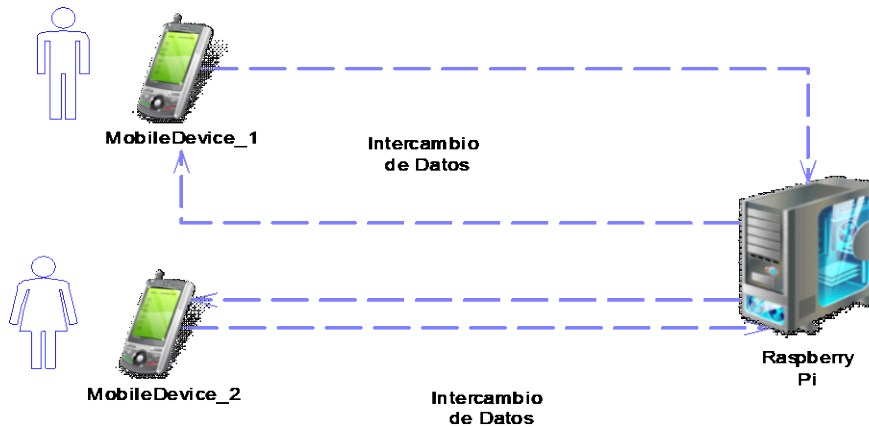 MobileDevice_1
Intercambio
de Datos
MobileDevice_2
Raspberry
Pi
Intercambio
de Datos